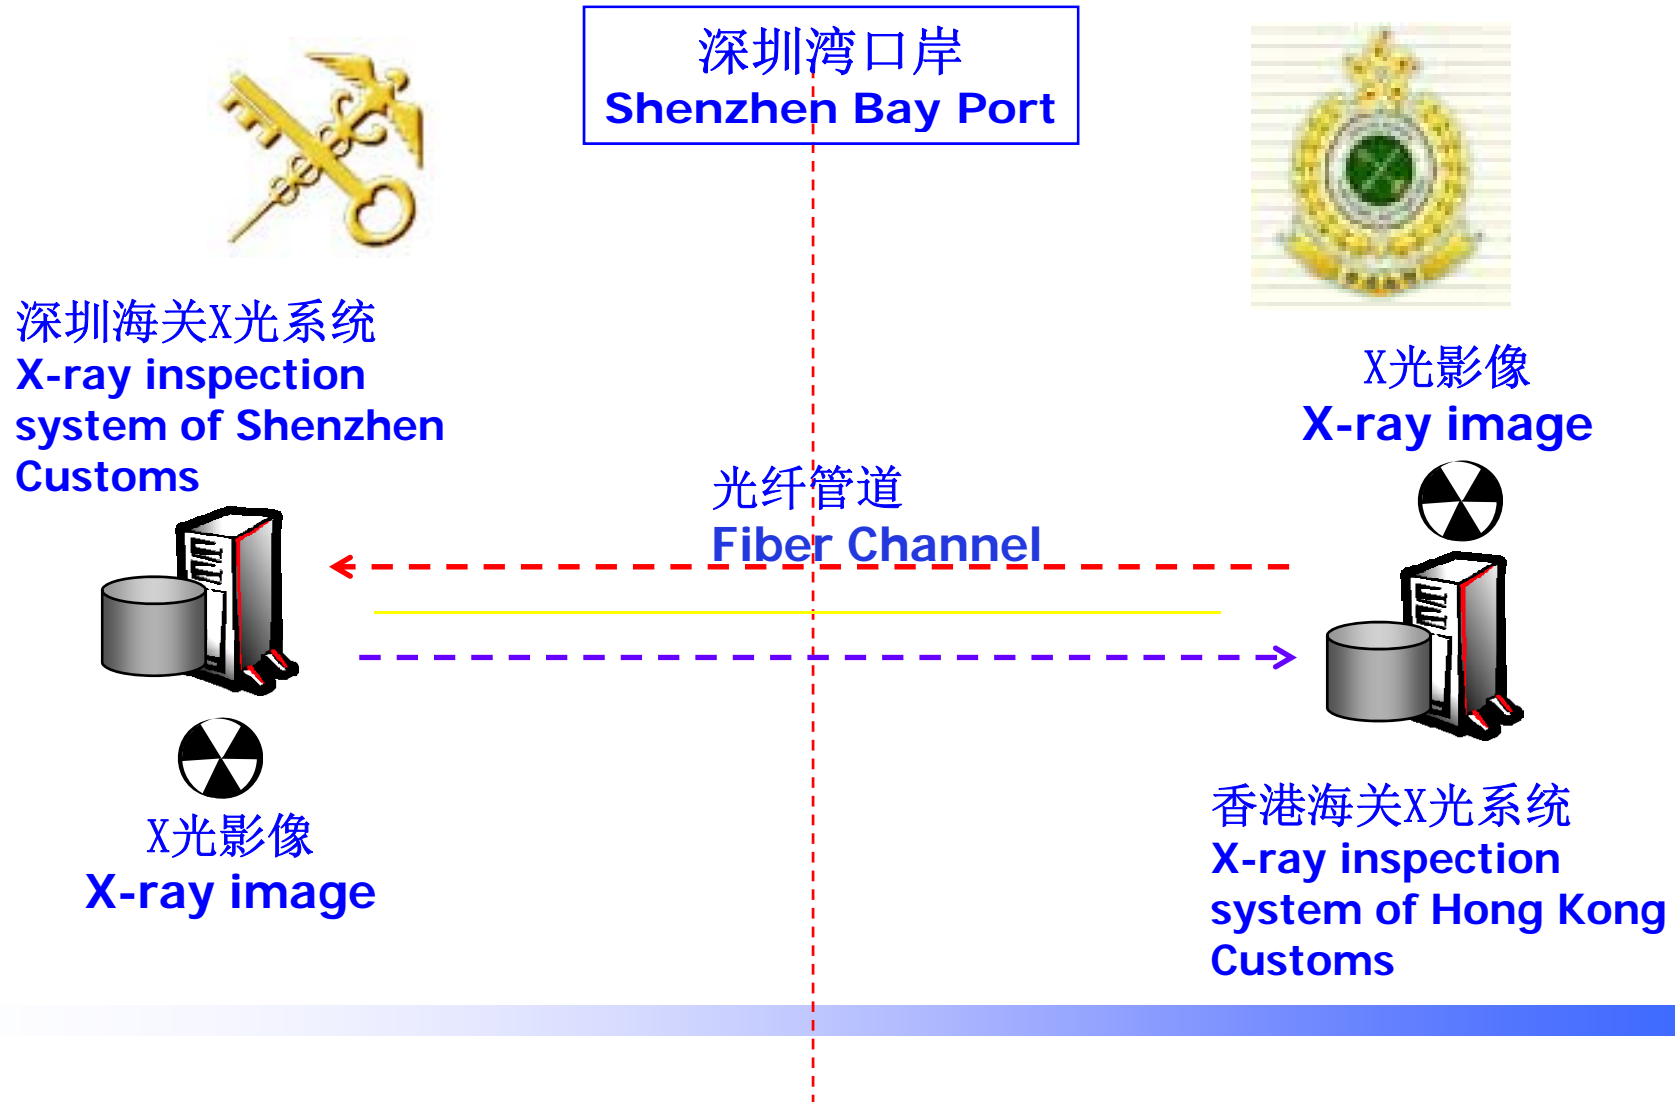 深圳湾口岸
Shenzhen Bay Port
深圳海关X光系统
X-ray inspection
system of Shenzhen
Customs
X光影像
X-ray image
光纤管道
Fiber Channel
X光影像
X-ray image
香港海关X光系统
X-ray inspection
system of Hong Kong
Customs